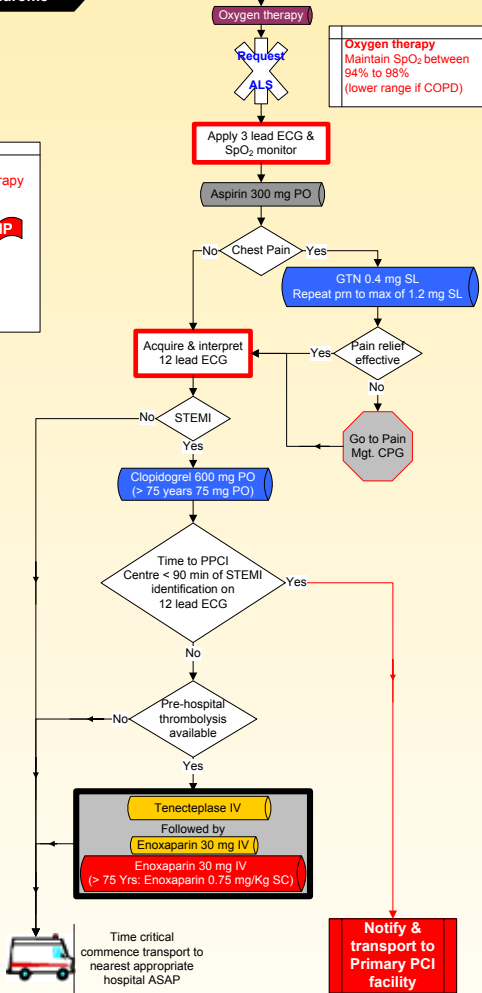 Oxygen therapy
Oxygen therapy
Maintain SpO₂ between
94% to 98%
(lower range if COPD)
Request
ALS
Apply 3 lead ECG &
SpO₂ monitor
Aspirin 300 mg PO
Chest Pain
No
Yes
GTN 0.4 mg SL
Repeat prn to max of 1.2 mg SL
Pain relief
effective
Yes
No
Go to Pain
Mgt. CPG
Acquire & interpret
12 lead ECG
STEMI
No
Yes
Clopidogrel 600 mg PO
(> 75 years 75 mg PO)
Time to PPCI
Centre < 90 min of STEMI
identification on
12 lead ECG
Yes
No
Pre-hospital
thrombolysis
available
No
Yes
Tenecteplase IV
Followed by
Enoxaparin 30 mg IV
Enoxaparin 30 mg IV
(> 75 Yrs: Enoxaparin 0.75 mg/Kg SC)
Time critical
commence transport to
nearest appropriate
hospital ASAP
Notify &
transport to
Primary PCI
facility